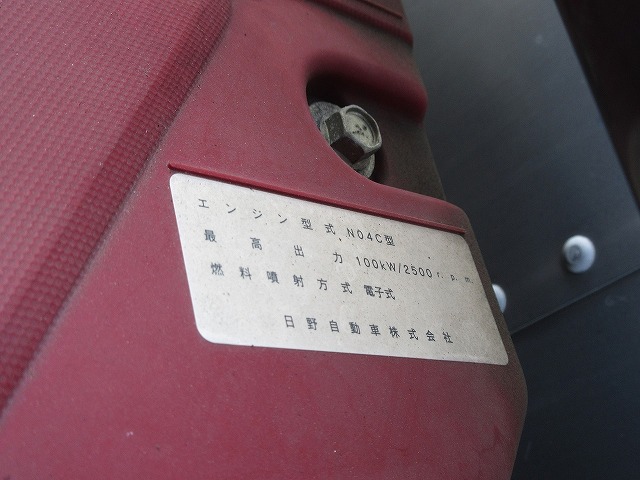 エンジン型式 N04C型
最高出力 100kW/2500r.p.m.
燃料噴射方式 電子式
日野自動車株式会社